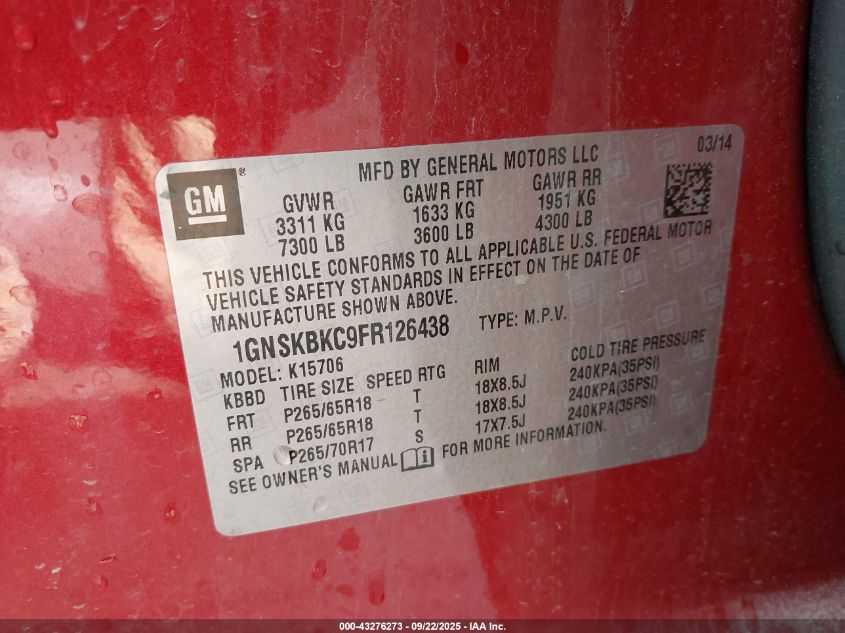 GM
®
MFD BY GENERAL MOTORS LLC
03/14
GVWR GAWR FRT GAWR RR
3311 KG 1633 KG 1951 KG
7300 LB 3600 LB 4300 LB
THIS VEHICLE CONFORMS TO ALL APPLICABLE U.S. FEDERAL MOTOR
VEHICLE SAFETY STANDARDS IN EFFECT ON THE DATE OF
MANUFACTURE SHOWN ABOVE.
1GNSKBKC9FR126438 TYPE: M.P.V.
MODEL: K15706
KBBD TIRE SIZE SPEED RTG RIM COLD TIRE PRESSURE
FRT P265/65R18 T 18X8.5J 240KPA(35PSI)
RR P265/65R18 T 18X8.5J 240KPA(35PSI)
SPA P265/70R17 S 17X7.5J 240KPA(35PSI)
SEE OWNER'S MANUAL FOR MORE INFORMATION.
000-43276273 - 09/22/2025 - IAA Inc.